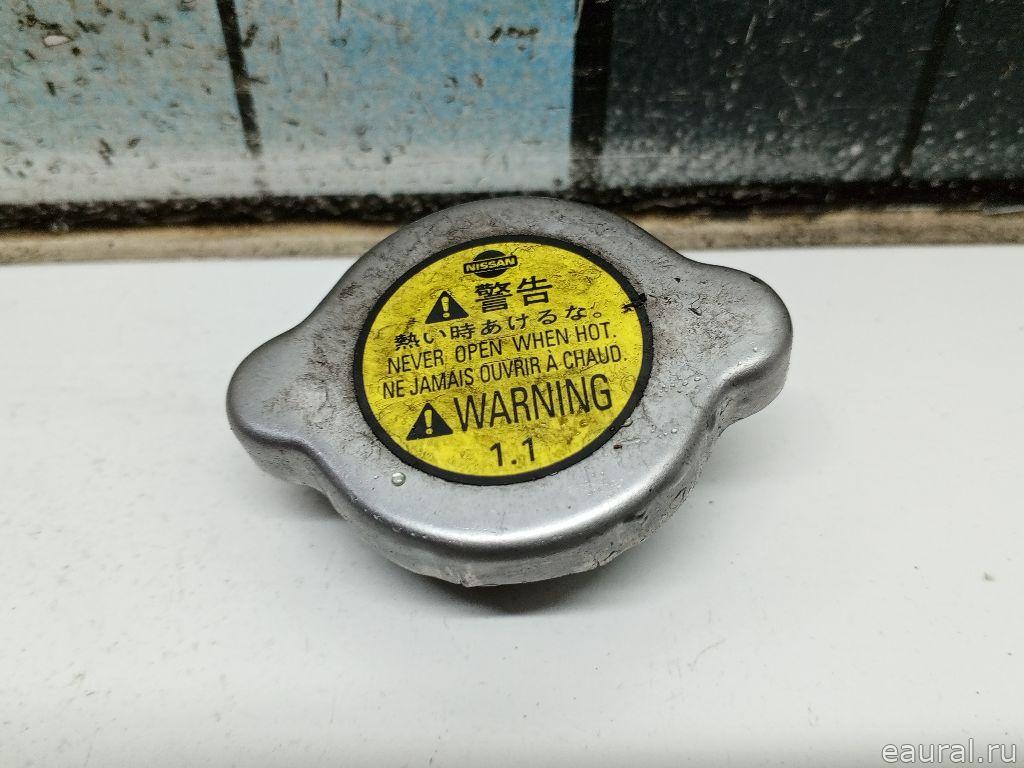 NISSAN
警告
熱い時あけるな。
NEVER OPEN WHEN HOT.
NE JAMAIS OUVRIR À CHAUD.
WARNING
1.1
eaural.ru